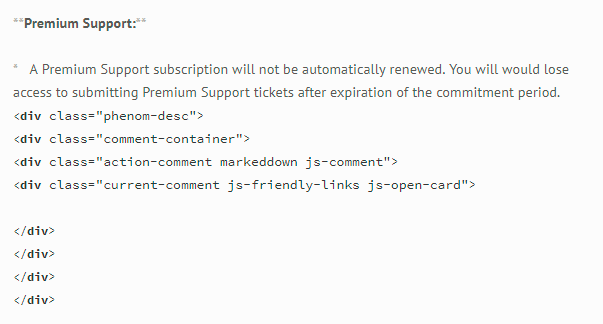 **Premium Support:**
* A Premium Support subscription will not be automatically renewed. You will would lose
access to submitting Premium Support tickets after expiration of the commitment period.
<div class="phenom-desc">
<div class="comment-container">
<div class="action-comment markeddown js-comment">
<div class="current-comment js-friendly-links js-open-card">
</div>
</div>
</div>
</div>